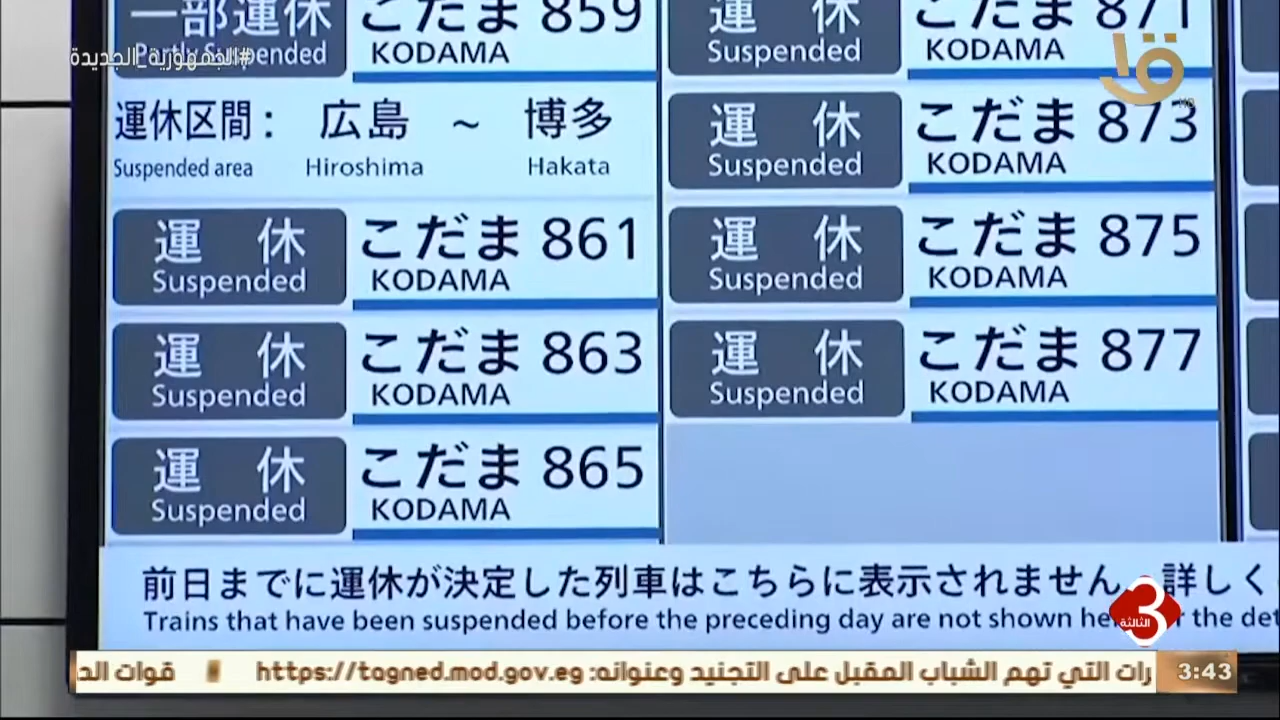 一部運休 こだま 859
Partly Suspended KODAMA
#الجمهورية_الجديدة
運休区間： 広島 ～ 博多
Suspended area Hiroshima Hakata
運 休 こだま 861
Suspended KODAMA
運 休 こだま 863
Suspended KODAMA
運 休 こだま 865
Suspended KODAMA
運 休 こだま 871
Suspended KODAMA
運 休 こだま 873
Suspended KODAMA
運 休 こだま 875
Suspended KODAMA
運 休 こだま 877
Suspended KODAMA
HD
前日までに運休が決定した列車はこちらに表示されません。詳しく
Trains that have been suspended before the preceding day are not shown the
3
الثالثة
رات التي تهم الشباب المقبل على التجنيد وعنوانه: https://tagned.mod.gov.eg قوات الد
3:43